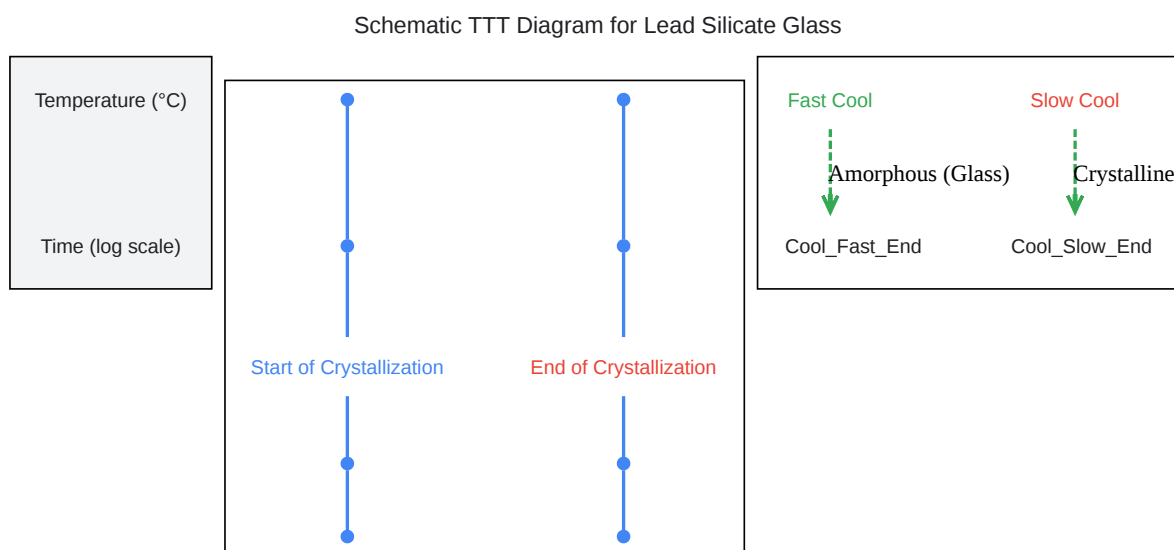 Schematic TTT Diagram for Lead Silicate Glass
Temperature (°C)
Time (log scale)
Start of Crystallization
End of Crystallization
Fast Cool
Slow Cool
Amorphous (Glass)
Crystalline
Cool_Fast_End
Cool_Slow_End